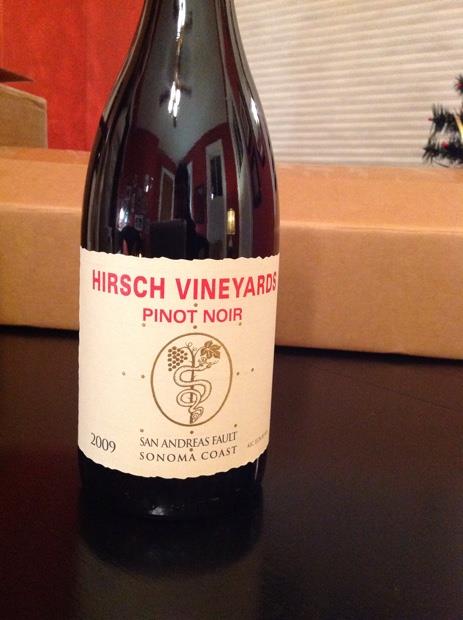 HIRSCH VINEYARDS
PINOT NOIR
2009
SAN ANDREAS FAULT
SONOMA COAST